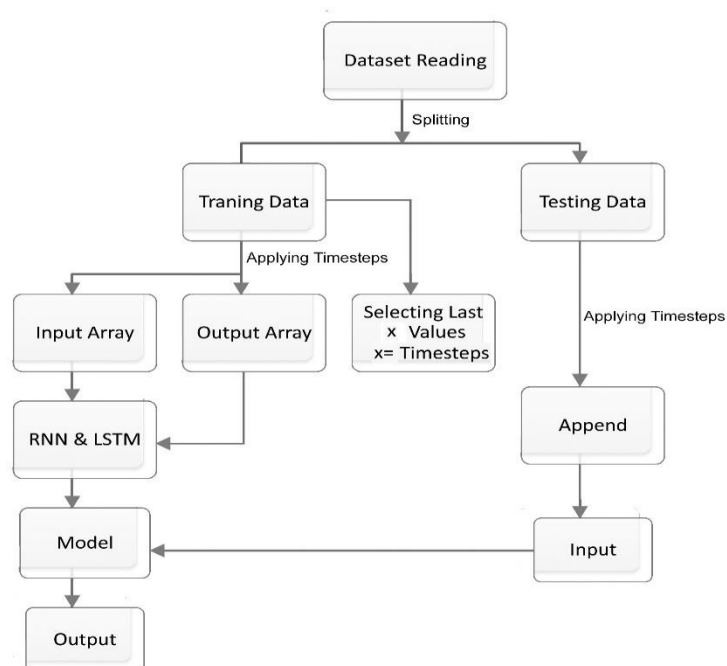 Dataset Reading
Splitting
Traning Data
Testing Data
Applying Timesteps
Input Array
Output Array
Selecting Last
x Values
x= Timesteps
Applying Timesteps
RNN & LSTM
Append
Model
Input
Output